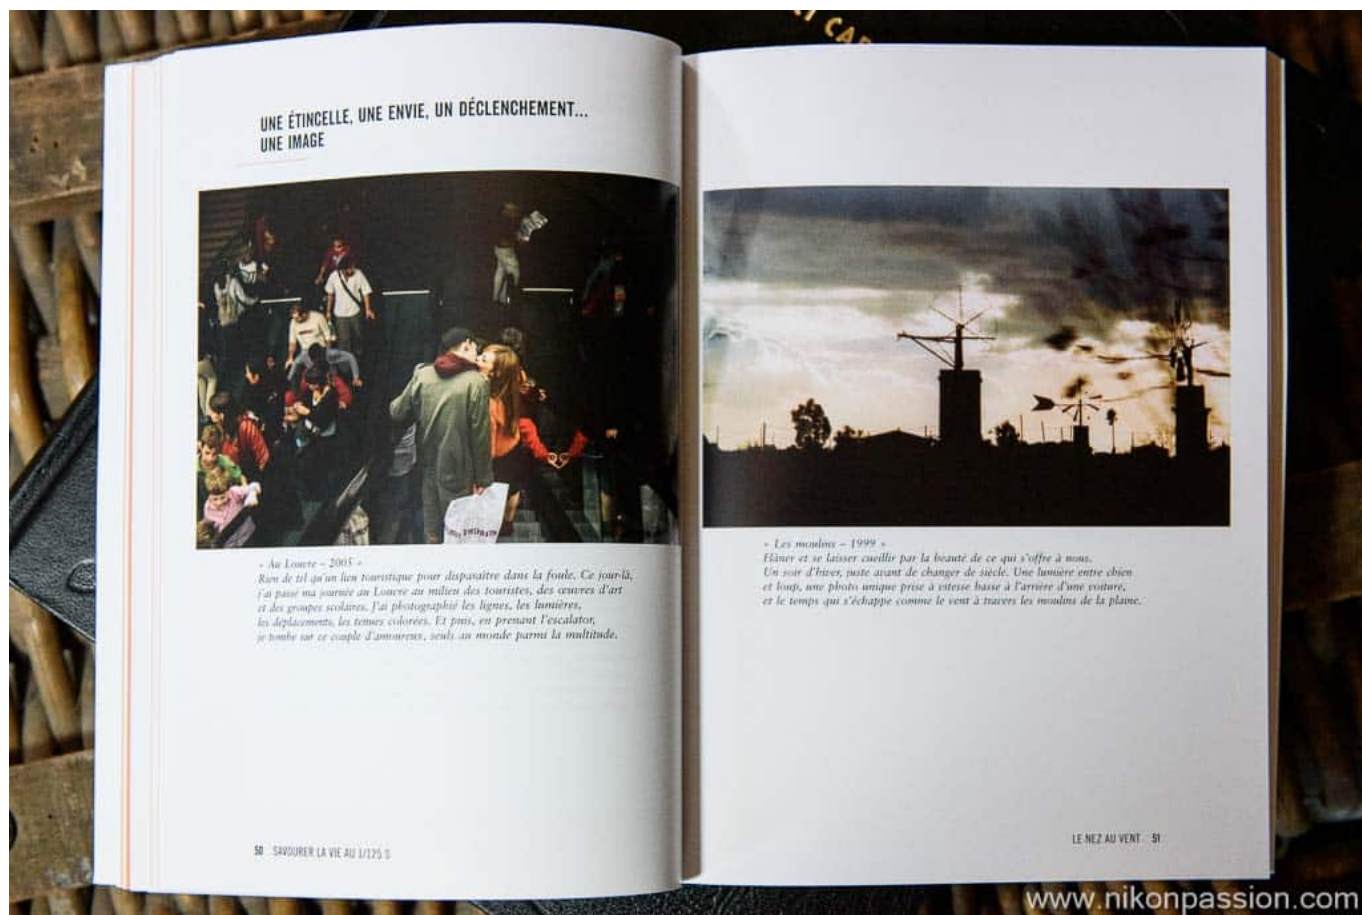 UNE ÉTINCELLE, UNE ENVIE, UN DÉCLENCHEMENT...
UNE IMAGE
« Au Louvre – 2005 »
Rien de tel qu'un lieu touristique pour disparaître dans la foule. Ce jour-là,
j'ai passé ma journée au Louvre au milieu des touristes, des œuvres d'art
et des groupes scolaires. J'ai photographié les lignes, les lumières,
les déplacements, les tenues colorées. Et puis, en prenant l'escalator,
je tombe sur ce couple d'amoureux, seuls au monde parmi la multitude.
50 SAVOURER LA VIE AU 1/125 S
« Les moulins – 1999 »
Flâner et se laisser cueillir par la beauté de ce qui s'offre à nous.
Un soir d'hiver, juste avant de changer de siècle. Une lumière entre chien
et loup, une photo unique prise à vitesse basse à l'arrière d'une voiture,
et le temps qui s'échappe comme le vent à travers les moulins de la plaine.
LE NEZ AU VENT 51
www.nikonpassion.com